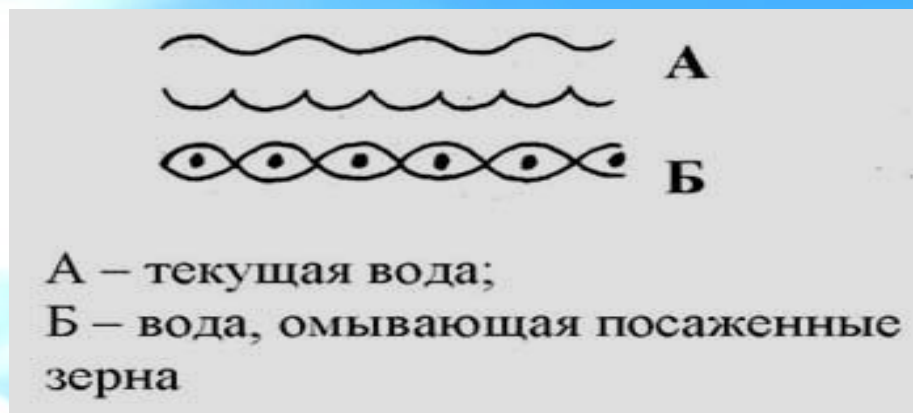 А
Б
А – текущая вода;
Б – вода, омывающая посаженные
зерна